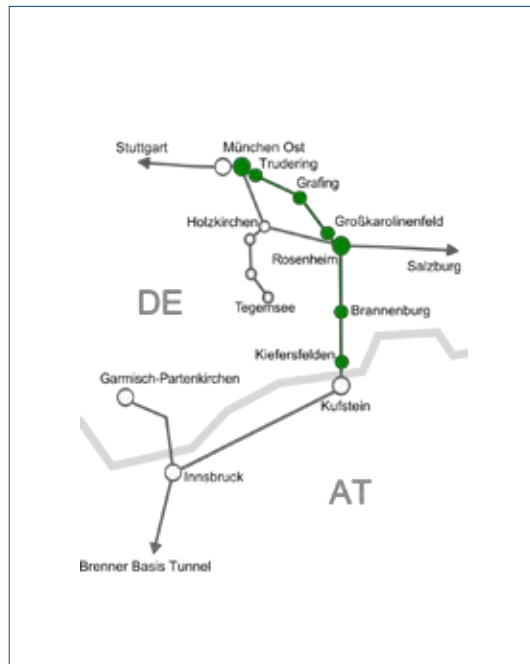 Stuttgart
München Ost
Trudering
Grafing
Holzkirchen
Großkarolinenfeld
Rosenheim
Salzburg
Tegernsee
DE
Brannenburg
Kiefersfelden
Garmisch-Partenkirchen
Kufstein
Innsbruck
AT
Brenner Basis Tunnel